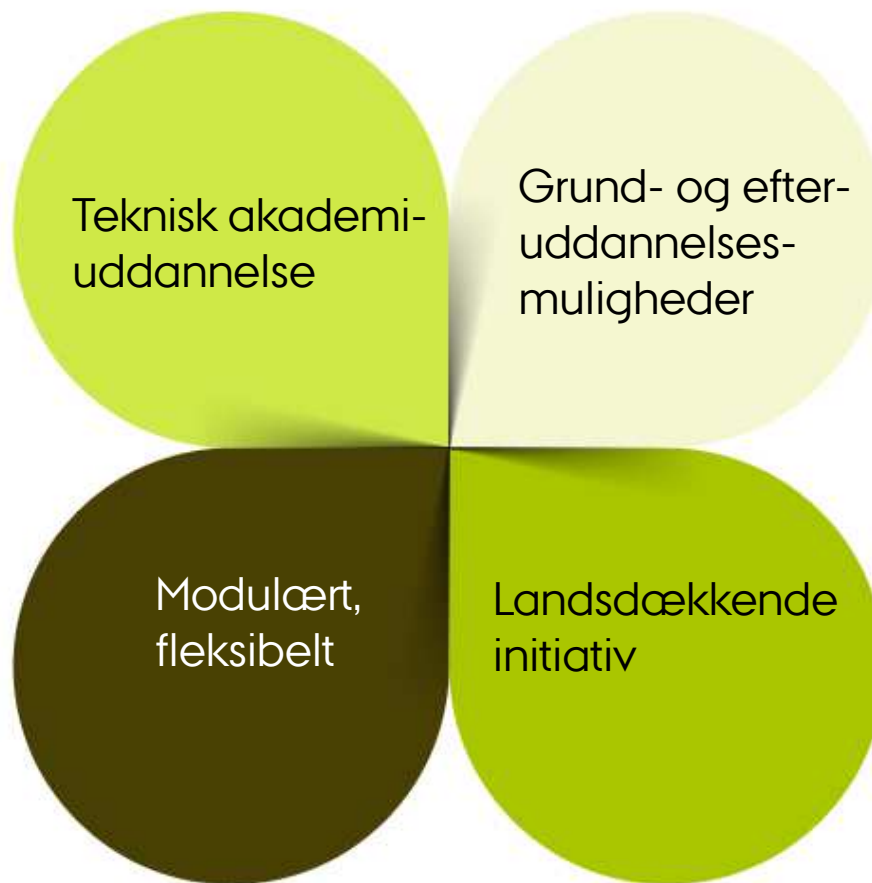 Teknisk akademi-
uddannelse
Grund- og efter-
uddannelses-
muligheder
Modulært,
fleksibelt
Landsdækkende
initiativ